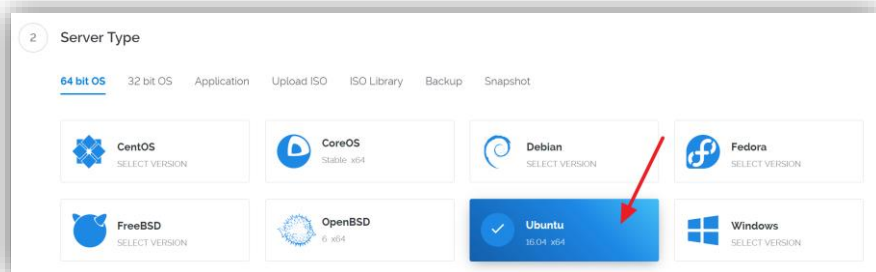 2 Server Type
64 bit OS 32 bit OS Application Upload ISO ISO Library Backup Snapshot
CentOS CoreOS Debian Fedora
SELECT VERSION Stable x64 SELECT VERSION SELECT VERSION
FreeBSD OpenBSD Ubuntu Windows
SELECT VERSION 6 x64 16.04 x64 SELECT VERSION